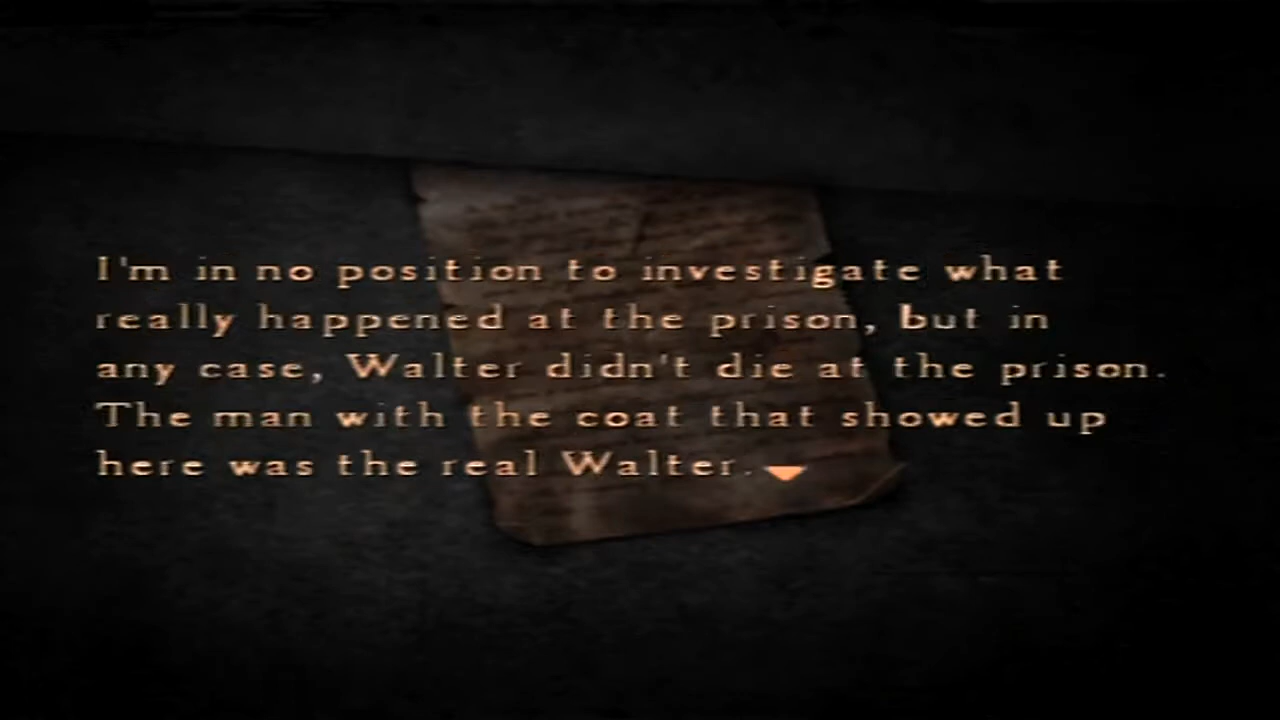 I'm in no position to investigate what
really happened at the prison, but in
any case, Walter didn't die at the prison.
The man with the coat that showed up
here was the real Walter.